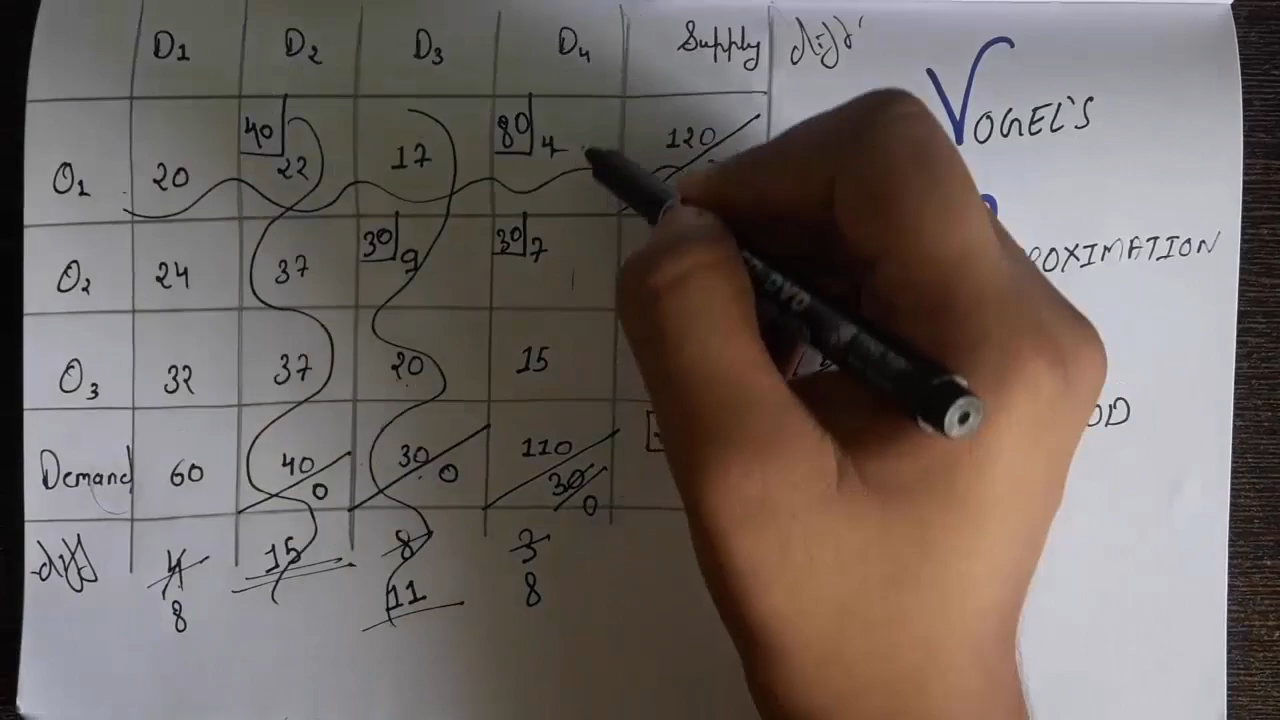 D1 D2 D3 D4 Supply diff
O1 20 40 22 17 80 4 120
O2 24 37 30 9 30 7
O3 32 37 20 15
Demand 60 40 0 30 0 110 30 0
diff 4 15 8 3
8 11 8
VOGEL'S
OXIMATION
OD
DVD